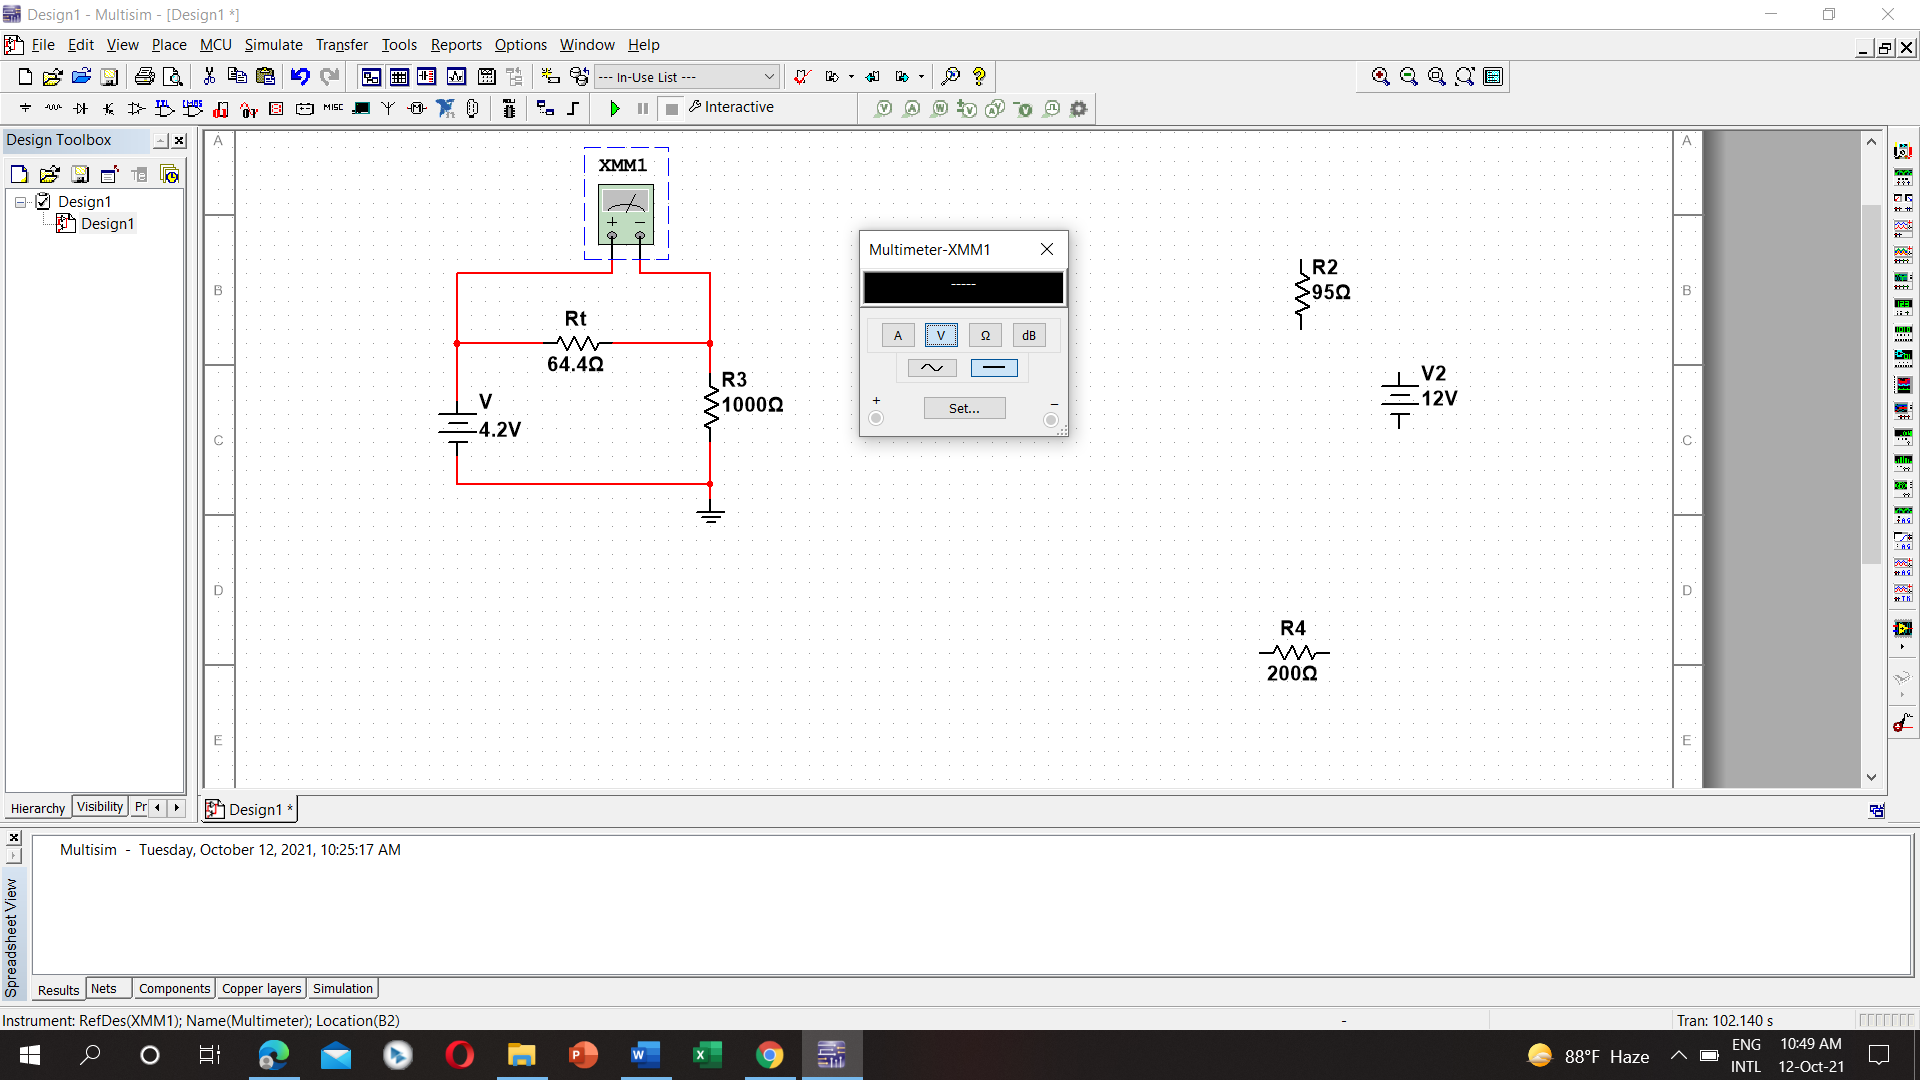 Design1 - Multisim - [Design1 *]
File Edit View Place MCU Simulate Transfer Tools Reports Options Window Help
--- In-Use List ---
MISC
Interactive
Design Toolbox
Design1
Design1
Hierarchy Visibility Pr
A
B
C
D
E
A
B
C
D
E
XMM1
+ −
Rt
64.4Ω
V
4.2V
R3
1000Ω
Multimeter-XMM1
-----
A V Ω dB
+ Set... −
R2
95Ω
V2
12V
R4
200Ω
Design1 *
Multisim - Tuesday, October 12, 2021, 10:25:17 AM
Spreadsheet View
Results Nets Components Copper layers Simulation
Instrument: RefDes(XMM1); Name(Multimeter); Location(B2)
-
Tran: 102.140 s
88°F Haze
ENG
INTL
10:49 AM
12-Oct-21